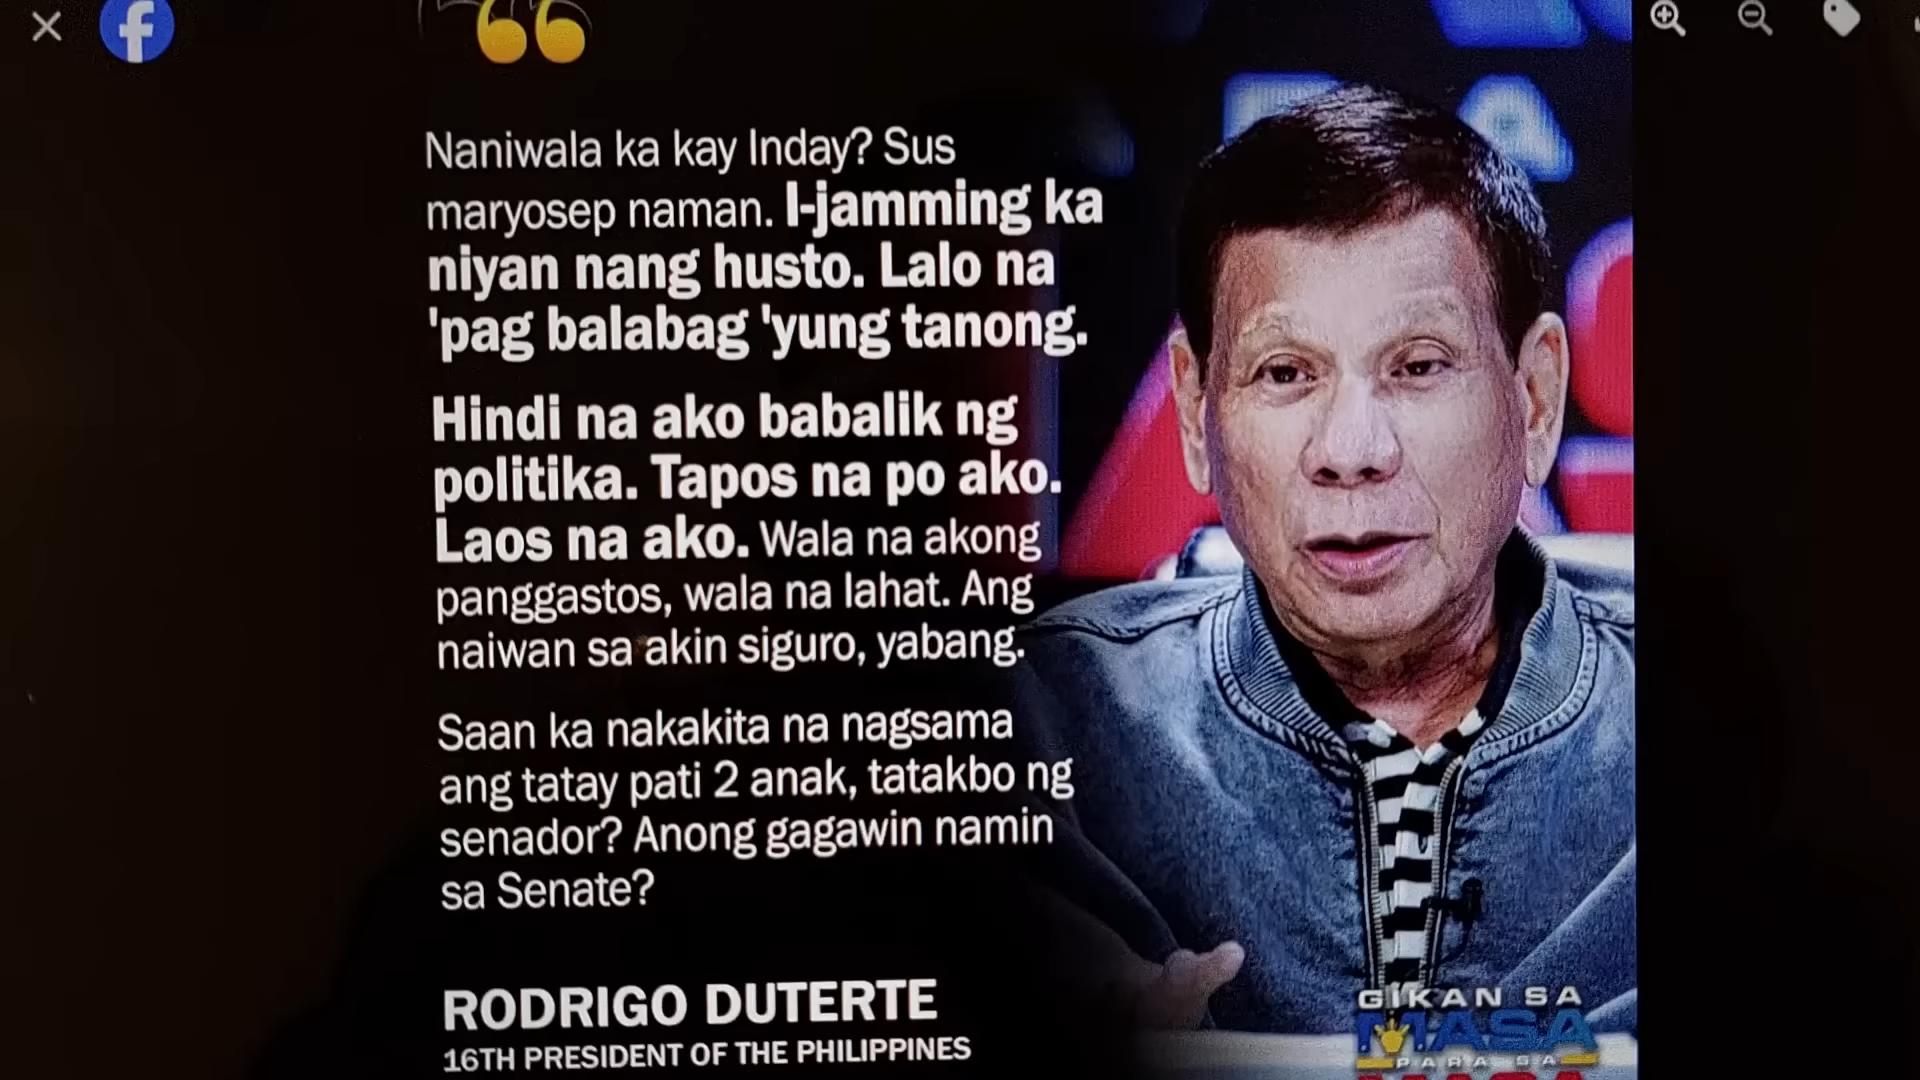 Naniwala ka kay Inday? Sus
maryosep naman. I-jamming ka
niyan nang husto. Lalo na
'pag balabag 'yung tanong.
Hindi na ako babalik ng
politika. Tapos na po ako.
Laos na ako. Wala na akong
panggastos, wala na lahat. Ang
naiwan sa akin siguro, yabang.
Saan ka nakakita na nagsama
ang tatay pati 2 anak, tatakbo ng
senador? Anong gagawin namin
sa Senate?
RODRIGO DUTERTE
16TH PRESIDENT OF THE PHILIPPINES
GIKAN SA
MASA
PARA SA
MASA